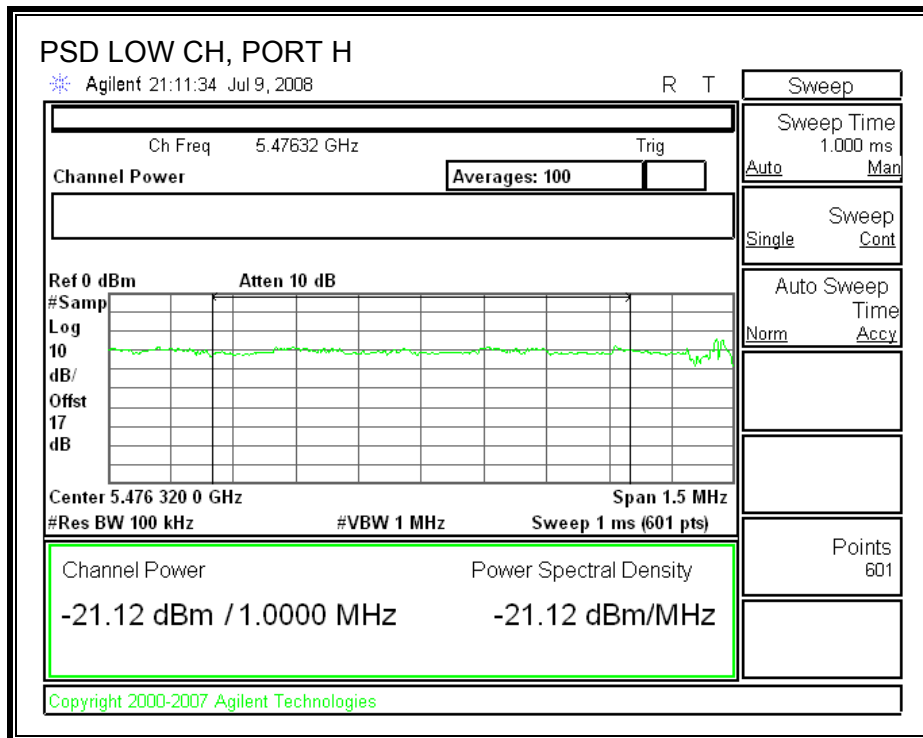 PSD LOW CH, PORT H
Agilent 21:11:34 Jul 9, 2008 R T
Sweep
Ch Freq 5.47632 GHz Trig
Channel Power Averages: 100
Sweep Time
1.000 ms
Auto Man
Sweep
Single Cont
Auto Sweep
Time
Norm Accy
Ref 0 dBm Atten 10 dB
#Samp
Log
10
dB/
Offst
17
dB
Center 5.476 320 0 GHz Span 1.5 MHz
#Res BW 100 kHz #VBW 1 MHz Sweep 1 ms (601 pts)
Points
601
Channel Power Power Spectral Density
-21.12 dBm / 1.0000 MHz -21.12 dBm/MHz
Copyright 2000-2007 Agilent Technologies